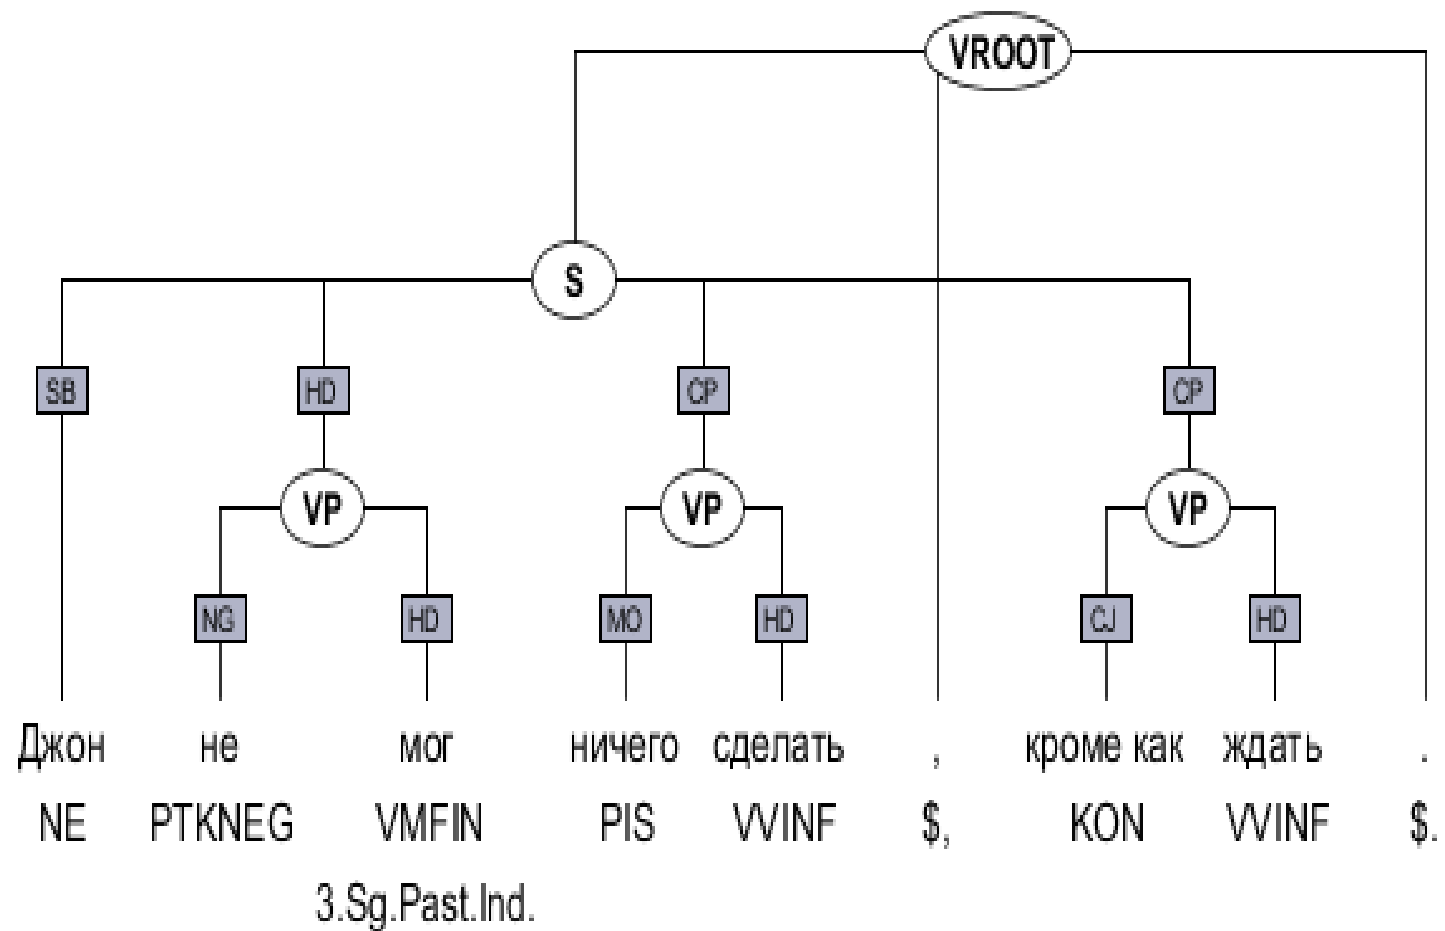 VROOT
S
SB HD CP CP
VP VP VP
NG HD MO HD CJ HD
Джон не мог ничего сделать , кроме как ждать .
NE PTKNEG VMFIN PIS VVINF $, KON VVINF $.
3.Sg.Past.Ind.